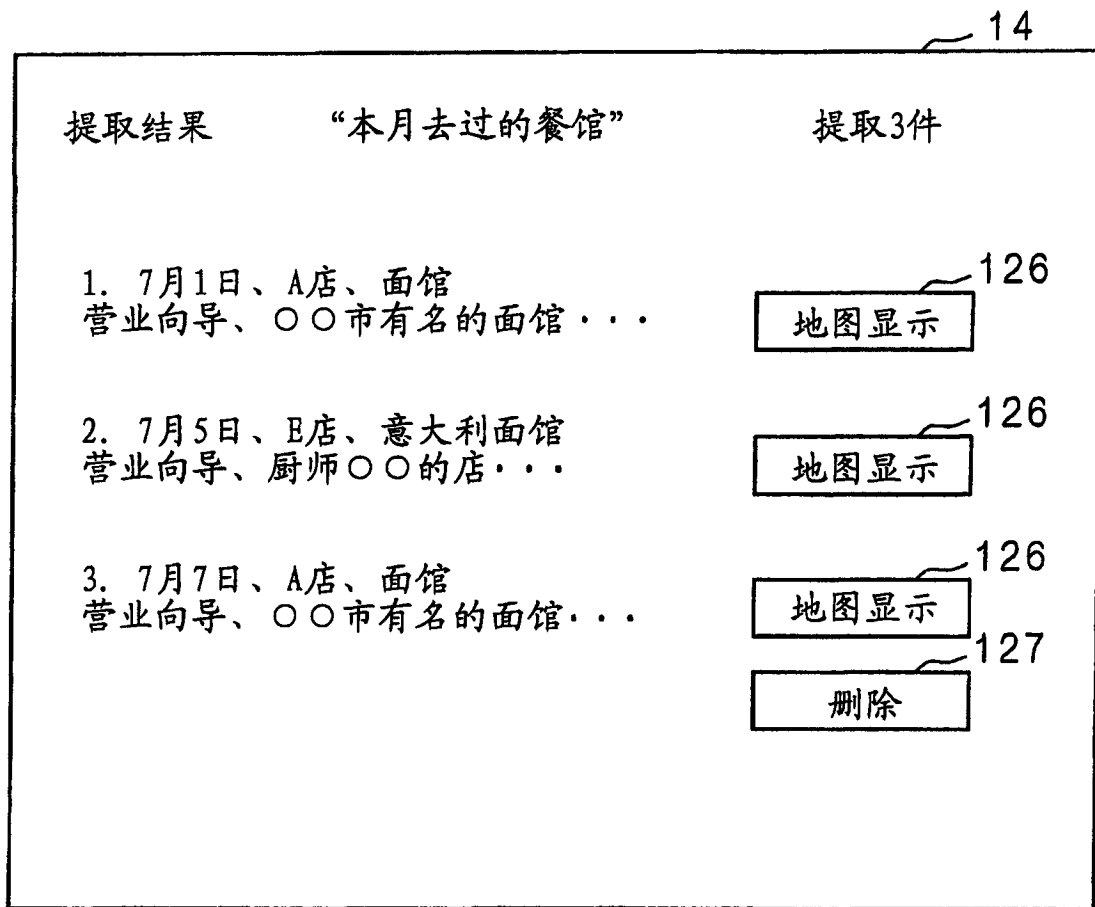 14
提取结果 “本月去过的餐馆” 提取3件
126
1. 7月1日、A店、面馆
营业向导、○○市有名的面馆···
地图显示
126
2. 7月5日、E店、意大利面馆
营业向导、厨师○○的店···
地图显示
126
3. 7月7日、A店、面馆
营业向导、○○市有名的面馆···
地图显示
127
删除